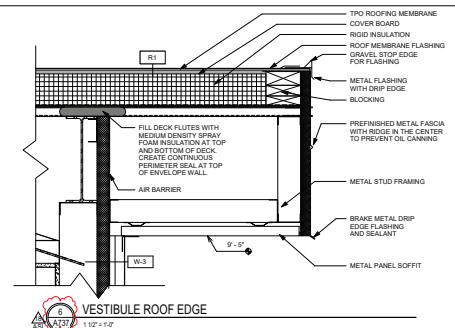 TPO ROOFING MEMBRANE
COVER BOARD
RIGID INSULATION
ROOF MEMBRANE FLASHING
GRAVEL STOP EDGE
FOR FLASHING
METAL FLASHING
WITH DRIP EDGE
BLOCKING
PREFINISHED METAL FASCIA
WITH RIDGE IN THE CENTER
TO PREVENT OIL CANNING
METAL STUD FRAMING
BRAKE METAL DRIP
EDGE FLASHING
AND SEALANT
METAL PANEL SOFFIT
R1
FILL DECK FLUTES WITH
MEDIUM DENSITY SPRAY
FOAM INSULATION AT TOP
AND BOTTOM OF DECK.
CREATE CONTINUOUS
PERIMETER SEAL AT TOP
OF ENVELOPE WALL.
AIR BARRIER
9' - 5"
W-3
6
A737
VESTIBULE ROOF EDGE
1 1/2" = 1'-0"